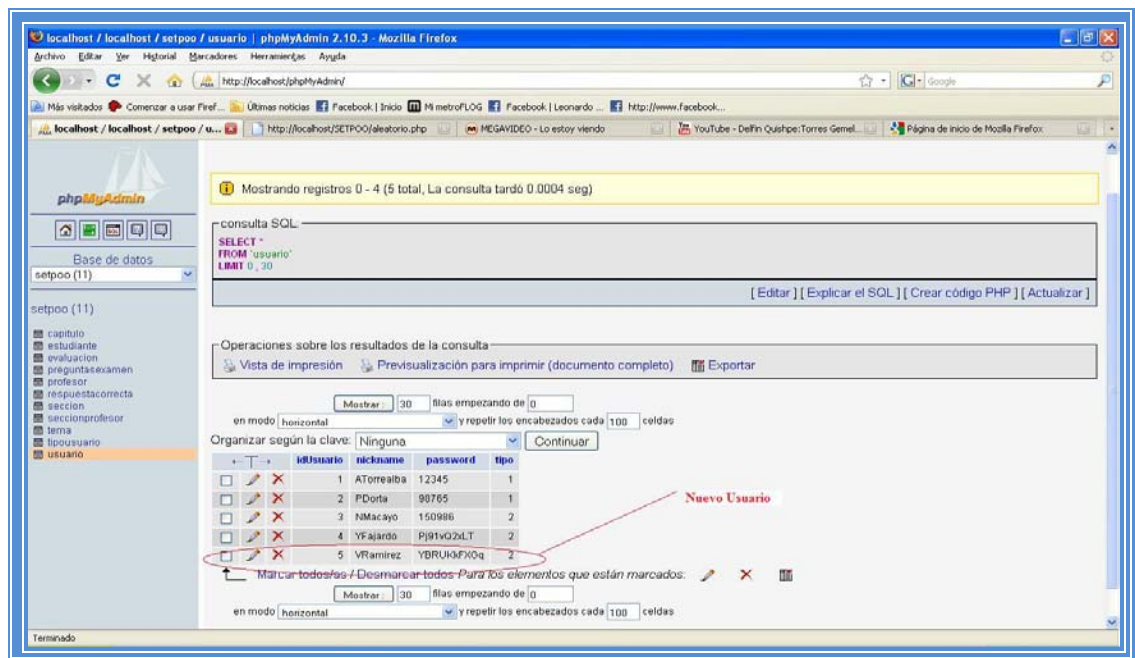 localhost / localhost / setpoo / usuario | phpMyAdmin 2.10.3 - Mozilla Firefox
Archivo Editar Ver Historial Marcadores Herramientas Ayuda
http://localhost/phpMyAdmin/
Google
Más visitados Comenzar a usar Firef... Últimas noticias Facebook | Inicio Mi metroFLOG Facebook | Leonardo ... http://www.facebook...
localhost / localhost / setpoo / u... http://localhost/SETPOO/aleatorio.php MEGAVIDEO - Lo estoy viendo YouTube - Delfin Quishpe:Torres Gemel... Página de inicio de Mozilla Firefox
phpMyAdmin
Base de datos
setpoo (11)
setpoo (11)
capitulo
estudiante
evaluacion
preguntasexamen
profesor
respuestacorrecta
seccion
seccionprofesor
tema
tipousuario
usuario
Mostrando registros 0 - 4 (5 total, La consulta tardó 0.0004 seg)
consulta SQL:
SELECT *
FROM `usuario`
LIMIT 0 , 30
[ Editar ] [ Explicar el SQL ] [ Crear código PHP ] [ Actualizar ]
Operaciones sobre los resultados de la consulta
Vista de impresión Previsualización para imprimir (documento completo) Exportar
Mostrar : 30 filas empezando de 0
en modo horizontal y repetir los encabezados cada 100 celdas
Organizar según la clave: Ninguna Continuar
←T→ idUsuario nickname password tipo
1 ATorrealba 12345 1
2 PDorta 98765 1
3 NMacayo 150986 2
4 YFajardo 2
5 VRamirez 2
Nuevo Usuario
Marcar todos/as / Desmarcar todos Para los elementos que están marcados:
Mostrar : 30 filas empezando de 0
en modo horizontal y repetir los encabezados cada 100 celdas
Terminado